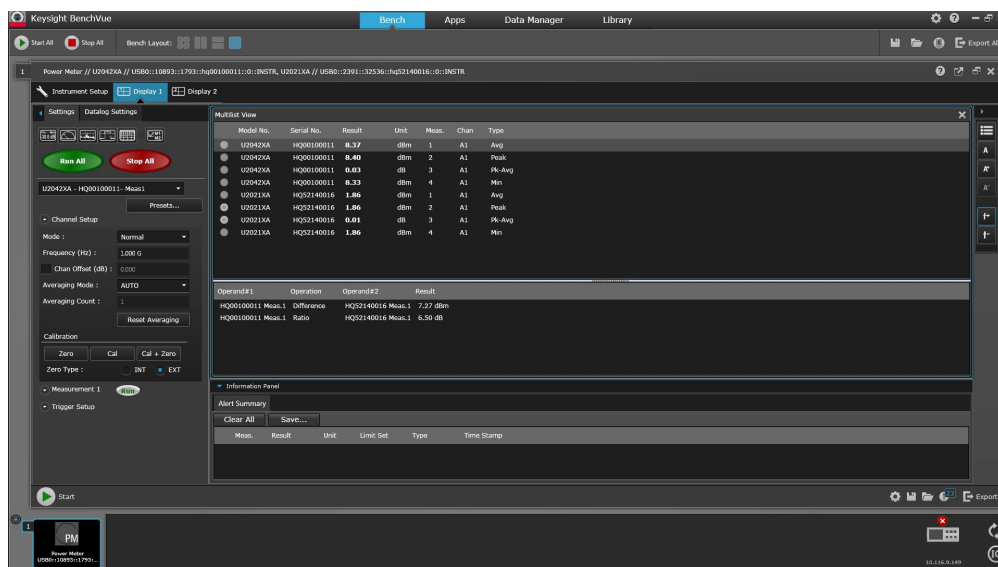 Keysight BenchVue Bench Apps Data Manager Library
Start All Stop All Bench Layout: Export Al
1 Power Meter // U2042XA // USB0::10893::1793::hq00100011::0::INSTR, U2021XA // USB0::2391::32536::hq52140016::0::INSTR
Instrument Setup Display 1 Display 2
Settings Datalog Settings
Run All Stop All
U2042XA - HQ00100011- Meas1
Presets...
Channel Setup
Mode : Normal
Frequency (Hz) : 1.000 G
Chan Offset (dB) : 0.000
Averaging Mode : AUTO
Averaging Count : 1
Reset Averaging
Calibration
Zero Cal Cal + Zero
Zero Type : INT EXT
Measurement 1 Run
Trigger Setup
Multilist View
Model No. Serial No. Result Unit Meas. Chan Type
U2042XA HQ00100011 8.37 dBm 1 A1 Avg
U2042XA HQ00100011 8.40 dBm 2 A1 Peak
U2042XA HQ00100011 0.03 dB 3 A1 Pk-Avg
U2042XA HQ00100011 8.33 dBm 4 A1 Min
U2021XA HQ52140016 1.86 dBm 1 A1 Avg
U2021XA HQ52140016 1.86 dBm 2 A1 Peak
U2021XA HQ52140016 0.01 dB 3 A1 Pk-Avg
U2021XA HQ52140016 1.86 dBm 4 A1 Min
Operand#1 Operation Operand#2 Result
HQ00100011 Meas.1 Difference HQ52140016 Meas.1 7.27 dBm
HQ00100011 Meas.1 Ratio HQ52140016 Meas.1 6.50 dB
Information Panel
Alert Summary
Clear All Save...
Meas. Result Unit Limit Set Type Time Stamp
A
A
A
f+
f-
Start Export
1
PM
Power Meter
USB0::10893::1793::...
10.116.9.149